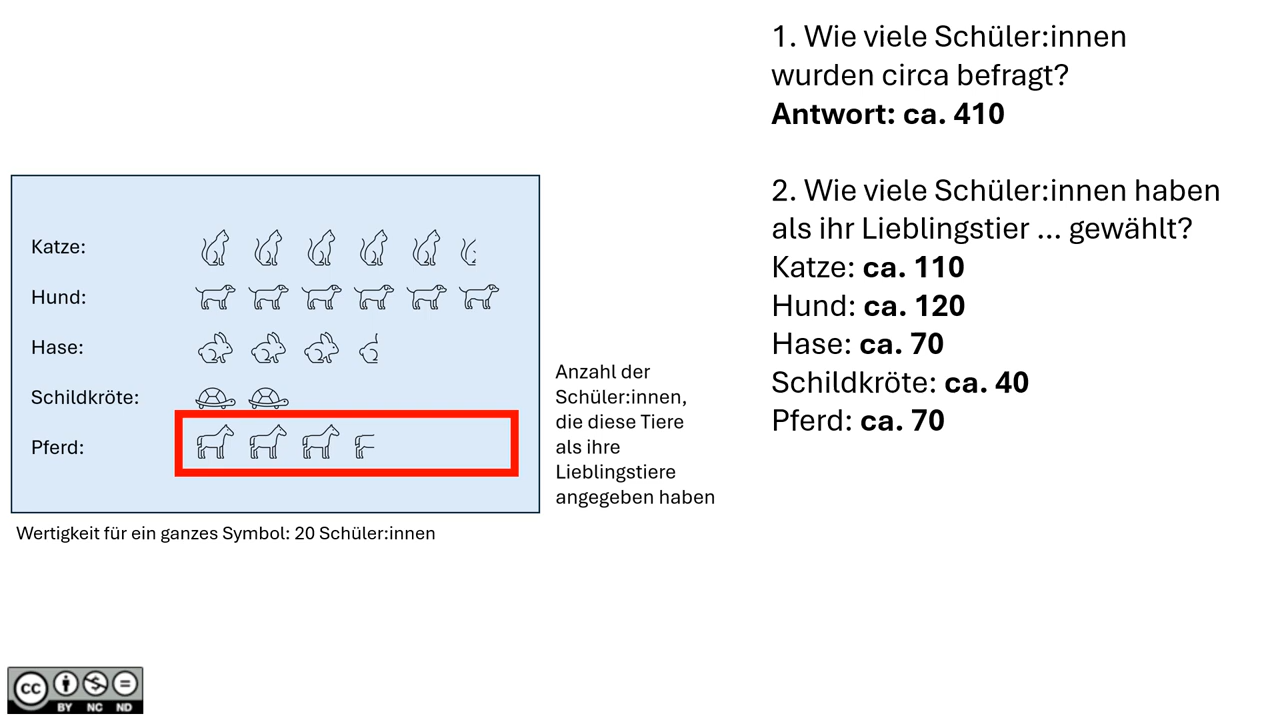 1. Wie viele Schüler:innen
wurden circa befragt?
Antwort: ca. 410
2. Wie viele Schüler:innen haben
als ihr Lieblingstier ... gewählt?
Katze: ca. 110
Hund: ca. 120
Hase: ca. 70
Schildkröte: ca. 40
Pferd: ca. 70
Katze:
Hund:
Hase:
Schildkröte:
Pferd:
Anzahl der
Schüler:innen,
die diese Tiere
als ihre
Lieblingstiere
angegeben haben
Wertigkeit für ein ganzes Symbol: 20 Schüler:innen
cc
BY NC ND